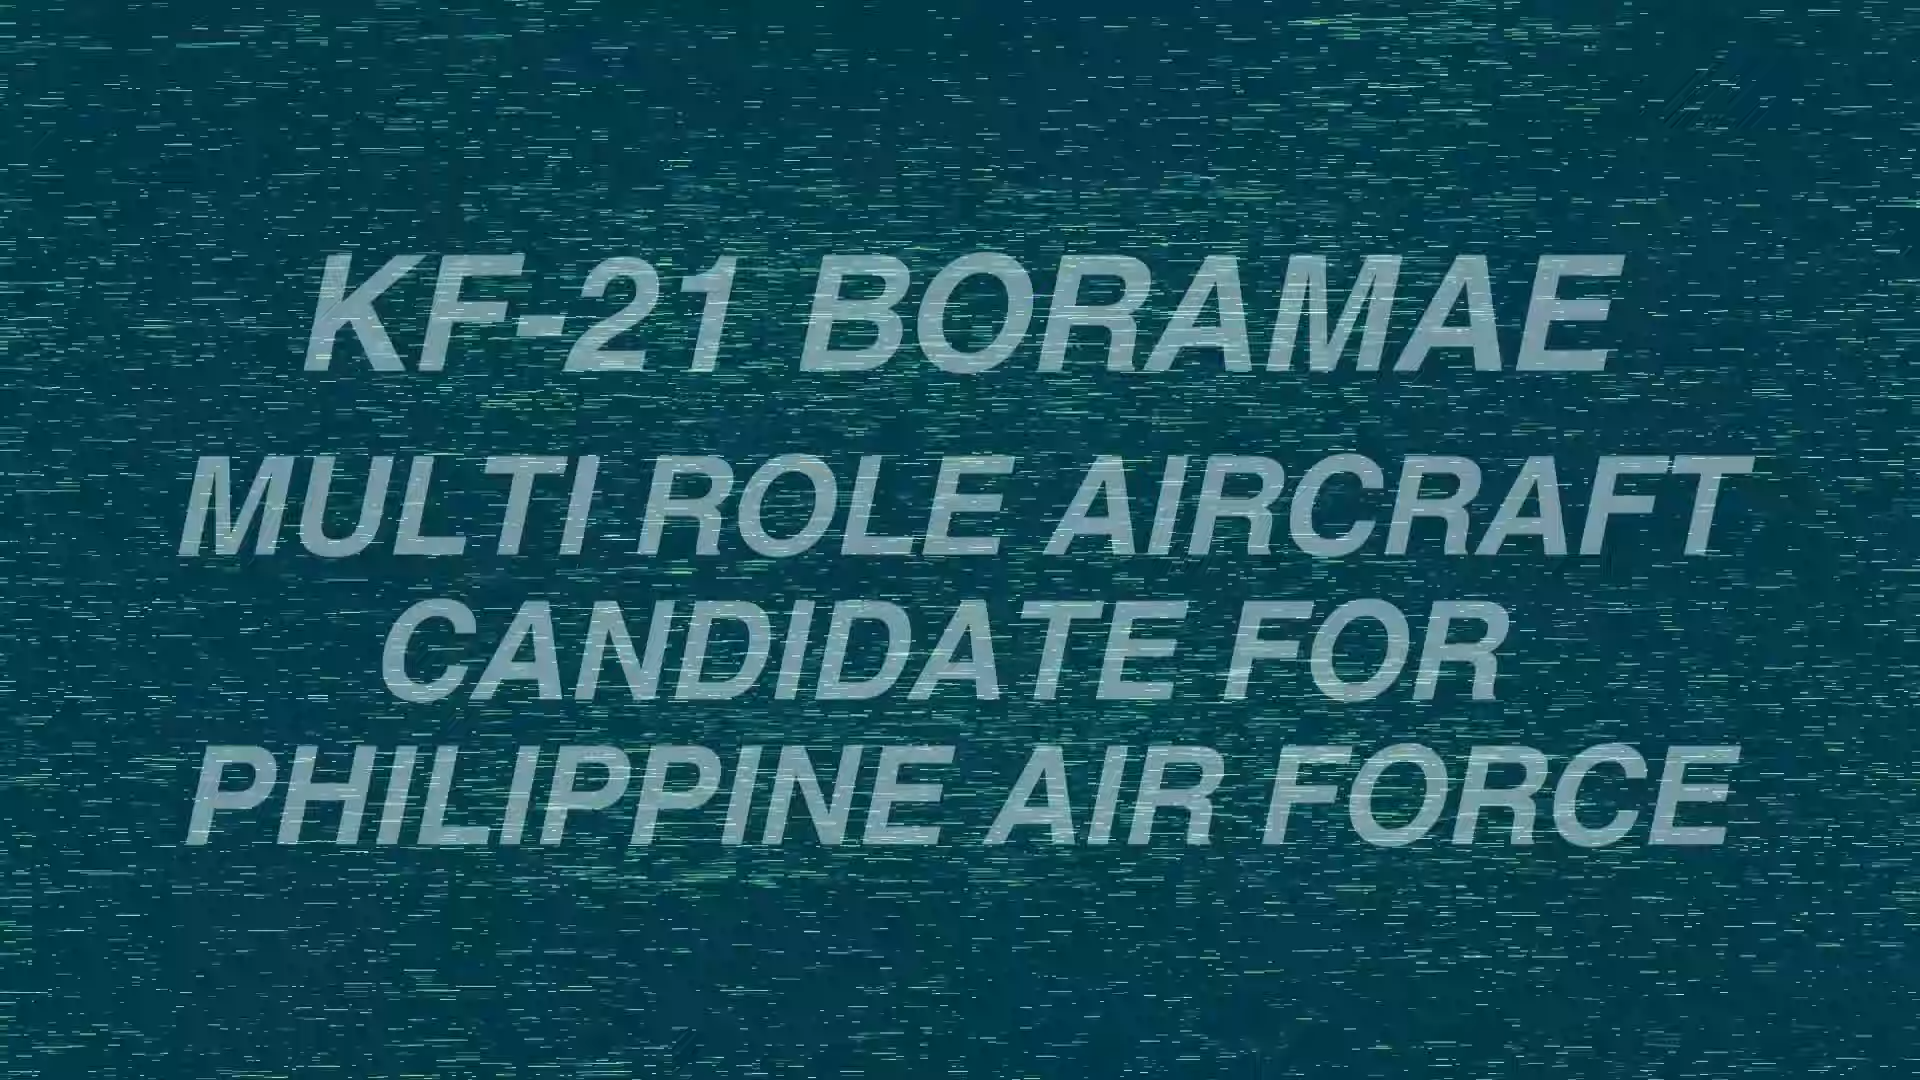 KF-21 BORAMAE
MULTI ROLE AIRCRAFT
CANDIDATE FOR
PHILIPPINE AIR FORCE